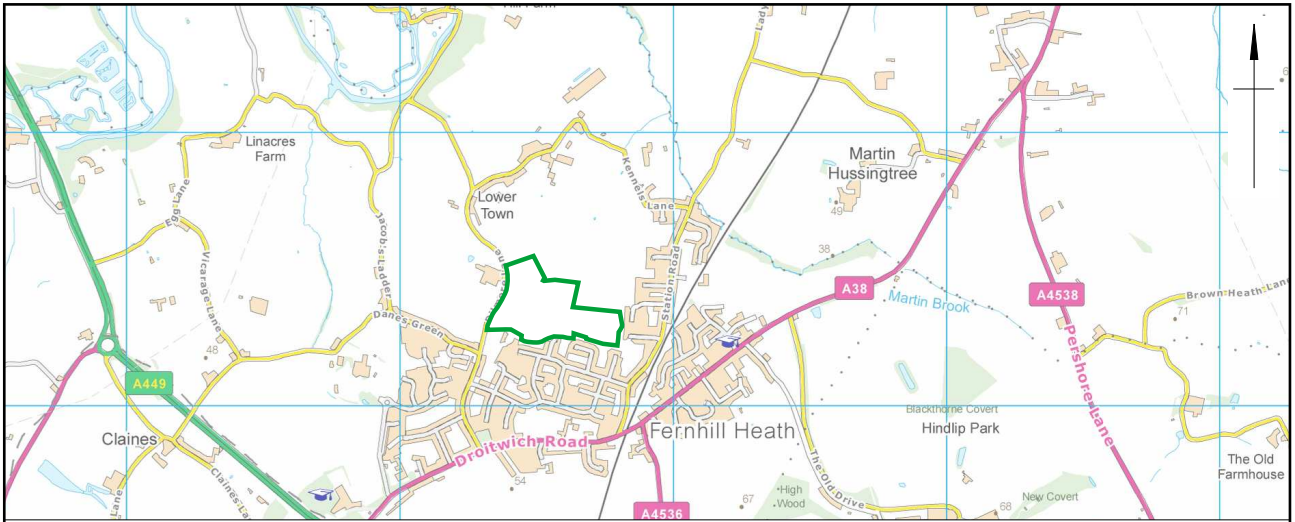 Linacres
Farm
Egg Lane
Vicarage Lane
Jacob's Ladder
48
A449
Claines
Claines
Lane
Danes Green
Lower
Town
Kennels Lane
Station Road
Lady
Martin
Hussingtree
49
38
A38
Martin Brook
A4538
Pershore Lane
Brown Heath Lane
71
Blackthorne Covert
Hindlip Park
Fernhill Heath
Droitwich Road
54
A4536
67
High
Wood
The Old Drive
New Covert
68
The Old
Farmhouse